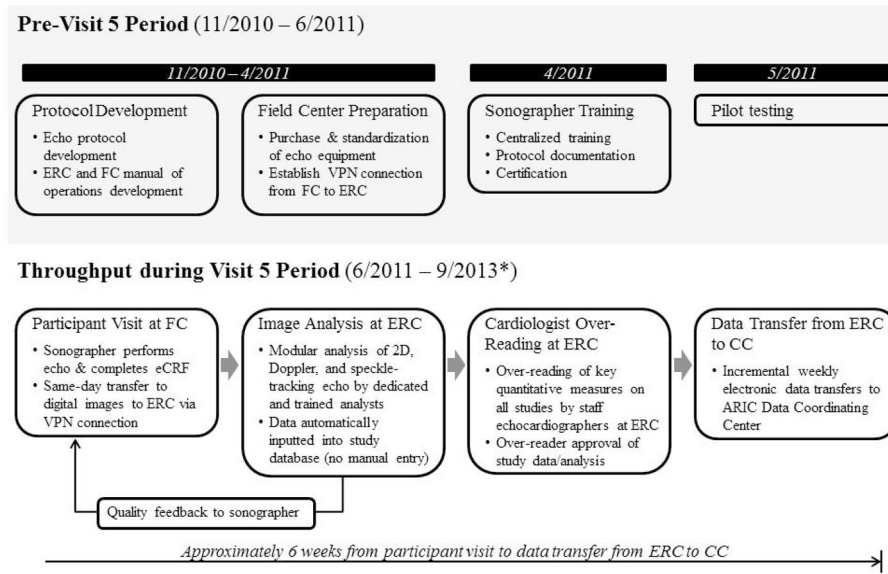 Pre-Visit 5 Period (11/2010 – 6/2011)
11/2010 – 4/2011
4/2011
5/2011
Protocol Development
• Echo protocol
development
• ERC and FC manual of
operations development
Field Center Preparation
• Purchase & standardization
of echo equipment
• Establish VPN connection
from FC to ERC
Sonographer Training
• Centralized training
• Protocol documentation
• Certification
Pilot testing
Throughput during Visit 5 Period (6/2011 – 9/2013*)
Participant Visit at FC
• Sonographer performs
echo & completes eCRF
• Same-day transfer to
digital images to ERC via
VPN connection
Image Analysis at ERC
• Modular analysis of 2D,
Doppler, and speckle-
tracking echo by dedicated
and trained analysts
• Data automatically
inputted into study
database (no manual entry)
Cardiologist Over-
Reading at ERC
• Over-reading of key
quantitative measures on
all studies by staff
echocardiographers at ERC
• Over-reader approval of
study data/analysis
Data Transfer from ERC
to CC
• Incremental weekly
electronic data transfers to
ARIC Data Coordinating
Center
Quality feedback to sonographer
Approximately 6 weeks from participant visit to data transfer from ERC to CC